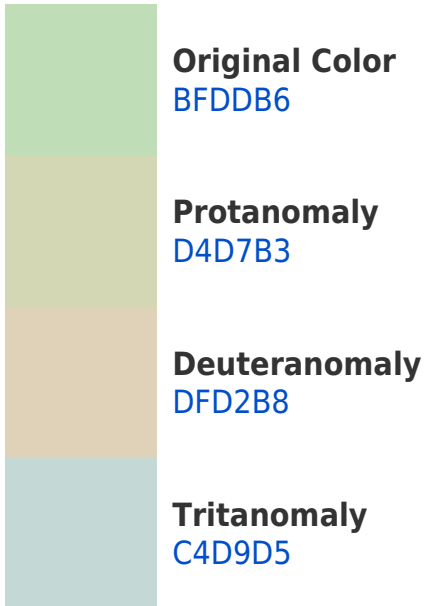 Original Color
BFDDB6
Protanomaly
D4D7B3
Deuteranomaly
DFD2B8
Tritanomaly
C4D9D5